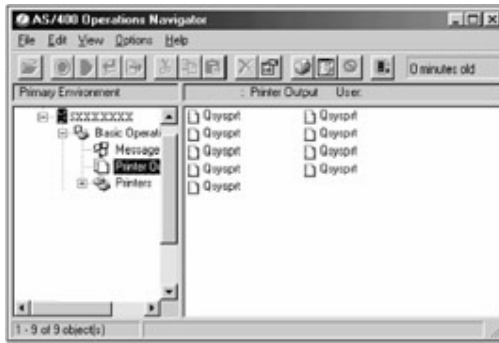 AS/400 Operations Navigator
File Edit View Options Help
0 minutes old
Primary Environment
: Printer Output User:
SXXXXXXX
Basic Operati
Message
Printer O
Printers
Qsysprt Qsysprt
Qsysprt Qsysprt
Qsysprt Qsysprt
Qsysprt Qsysprt
Qsysprt
1 - 9 of 9 object(s)